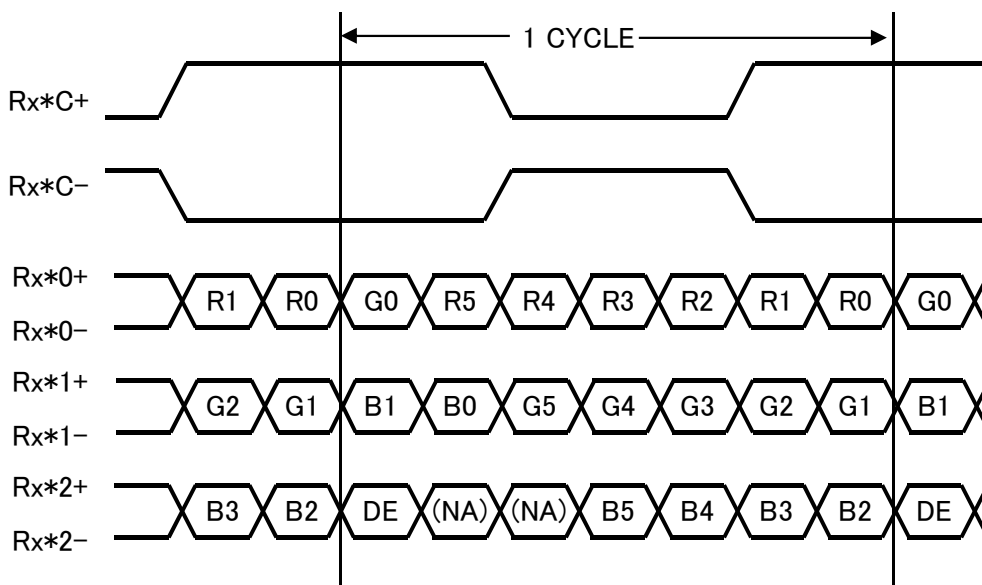 1 CYCLE
Rx*C+
Rx*C-
Rx*0+
R1 R0 G0 R5 R4 R3 R2 R1 R0 G0
Rx*0-
Rx*1+
G2 G1 B1 B0 G5 G4 G3 G2 G1 B1
Rx*1-
Rx*2+
B3 B2 DE (NA) (NA) B5 B4 B3 B2 DE
Rx*2-